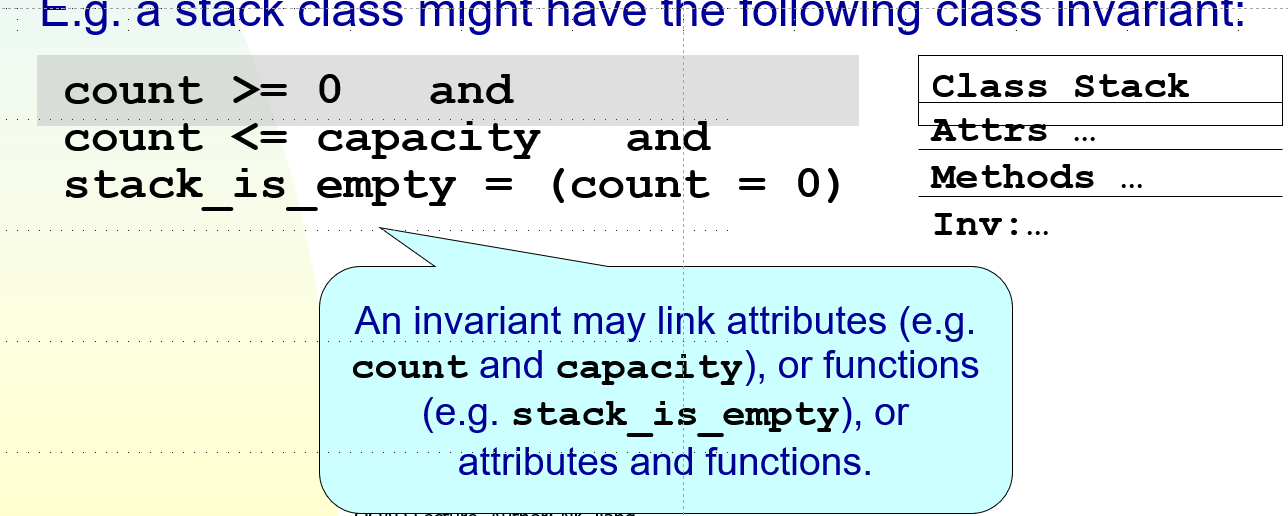 E.g. a stack class might have the following class invariant:
count >= 0 and
count <= capacity and
stack_is_empty = (count = 0)
Class Stack
Attrs …
Methods …
Inv:…
An invariant may link attributes (e.g.
count and capacity), or functions
(e.g. stack_is_empty), or
attributes and functions.